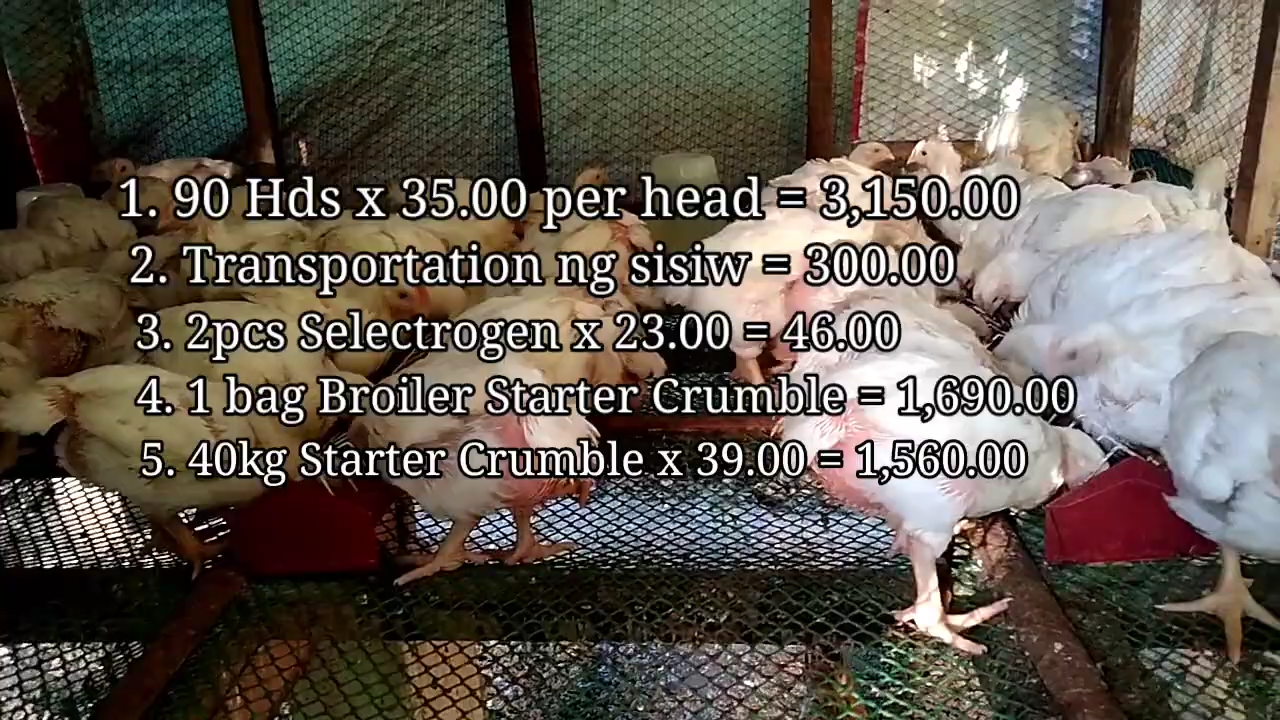 1. 90 Hds x 35.00 per head = 3,150.00
2. Transportation ng sisiw = 300.00
3. 2pcs Selectrogen x 23.00 = 46.00
4. 1 bag Broiler Starter Crumble = 1,690.00
5. 40kg Starter Crumble x 39.00 = 1,560.00